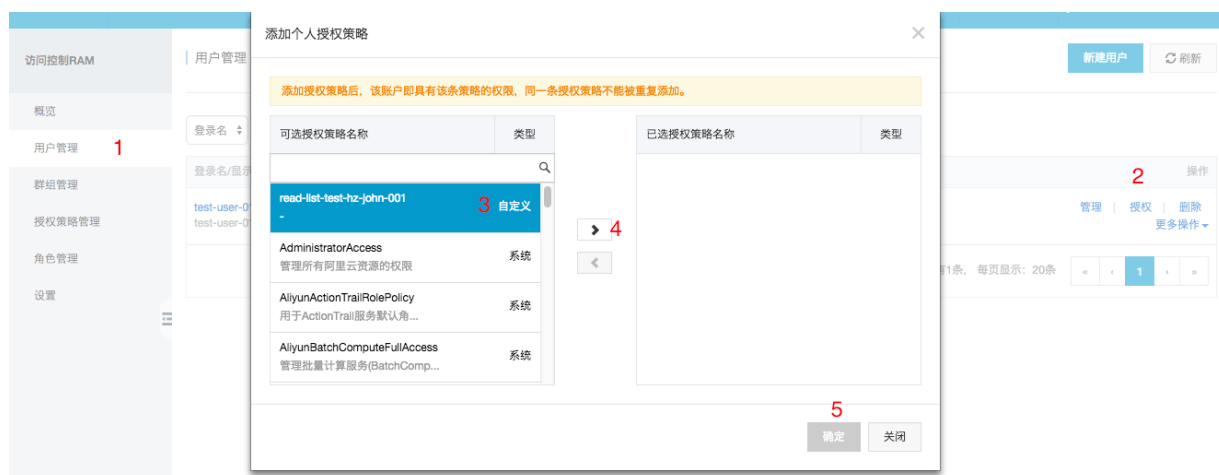 添加个人授权策略
访问控制RAM
用户管理
新建用户
刷新
添加授权策略后，该账户即具有该条策略的权限，同一条授权策略不能被重复添加。
概览
用户管理 1
群组管理
授权策略管理
角色管理
设置
登录名
登录名/显示
test-user-0
test-user-0
可选授权策略名称 类型
read-list-test-hz-john-001
-
3 自定义
AdministratorAccess
管理所有阿里云资源的权限
系统
AliyunActionTrailRolePolicy
用于ActionTrail服务默认角...
系统
AliyunBatchComputeFullAccess
管理批量计算服务(BatchComp...
系统
4
已选授权策略名称 类型
2 操作
管理 | 授权 | 删除
更多操作
有1条，每页显示：20条 « ‹ 1 › »
5
确定 关闭